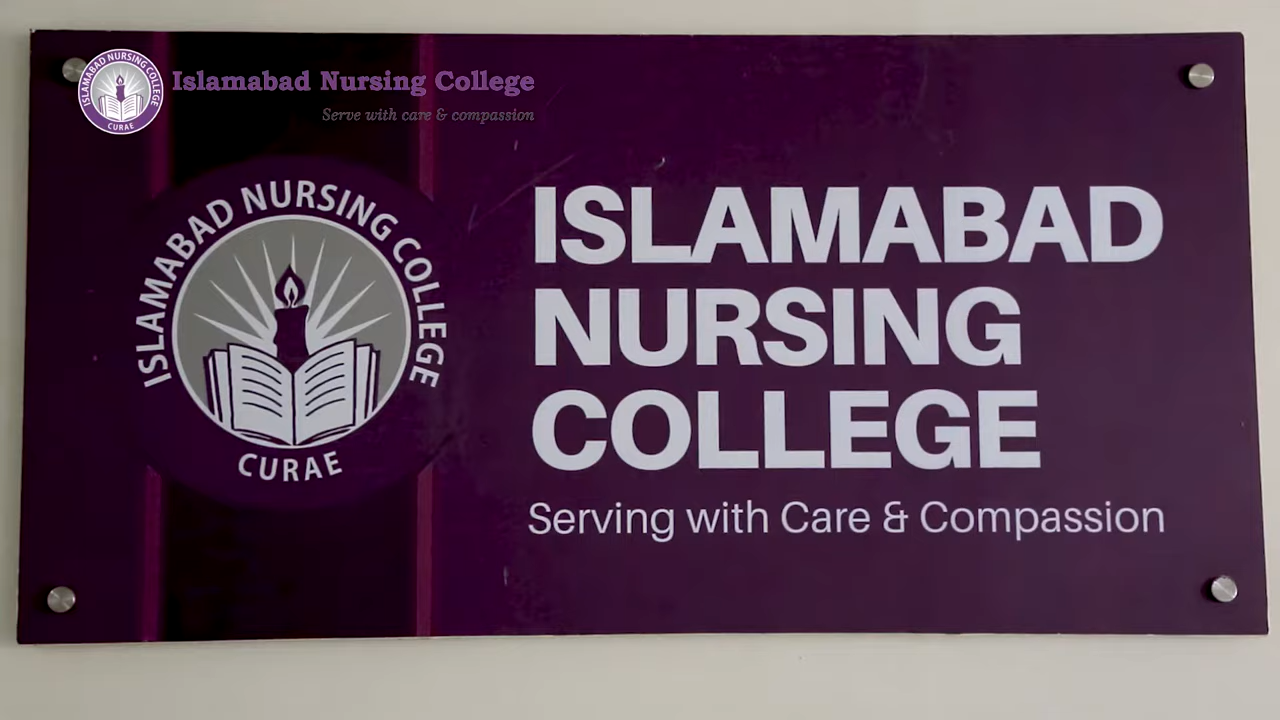 ISLAMABAD NURSING COLLEGE
CURAE
Islamabad Nursing College
Serve with care & compassion
ISLAMABAD NURSING COLLEGE
CURAE
ISLAMABAD
NURSING
COLLEGE
Serving with Care & Compassion